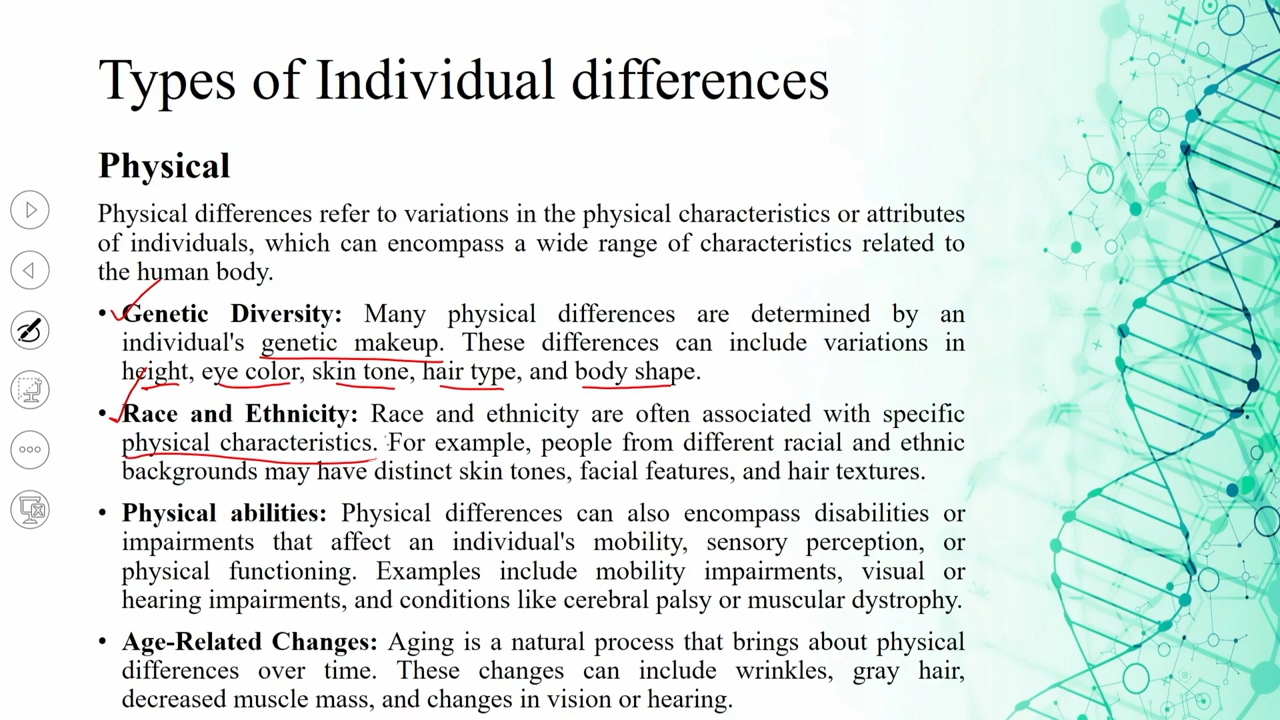 Types of Individual differences
Physical
Physical differences refer to variations in the physical characteristics or attributes
of individuals, which can encompass a wide range of characteristics related to
the human body.
• Genetic Diversity: Many physical differences are determined by an
individual's genetic makeup. These differences can include variations in
height, eye color, skin tone, hair type, and body shape.
• Race and Ethnicity: Race and ethnicity are often associated with specific
physical characteristics. For example, people from different racial and ethnic
backgrounds may have distinct skin tones, facial features, and hair textures.
• Physical abilities: Physical differences can also encompass disabilities or
impairments that affect an individual's mobility, sensory perception, or
physical functioning. Examples include mobility impairments, visual or
hearing impairments, and conditions like cerebral palsy or muscular dystrophy.
• Age-Related Changes: Aging is a natural process that brings about physical
differences over time. These changes can include wrinkles, gray hair,
decreased muscle mass, and changes in vision or hearing.